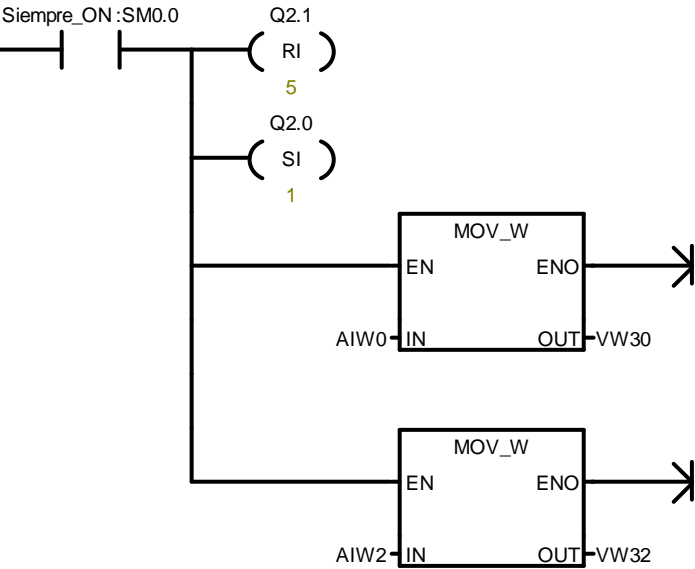 Siempre_ON:SM0.0
Q2.1
RI
5
Q2.0
SI
1
MOV_W
EN ENO
AIW0 IN OUT VW30
MOV_W
EN ENO
AIW2 IN OUT VW32